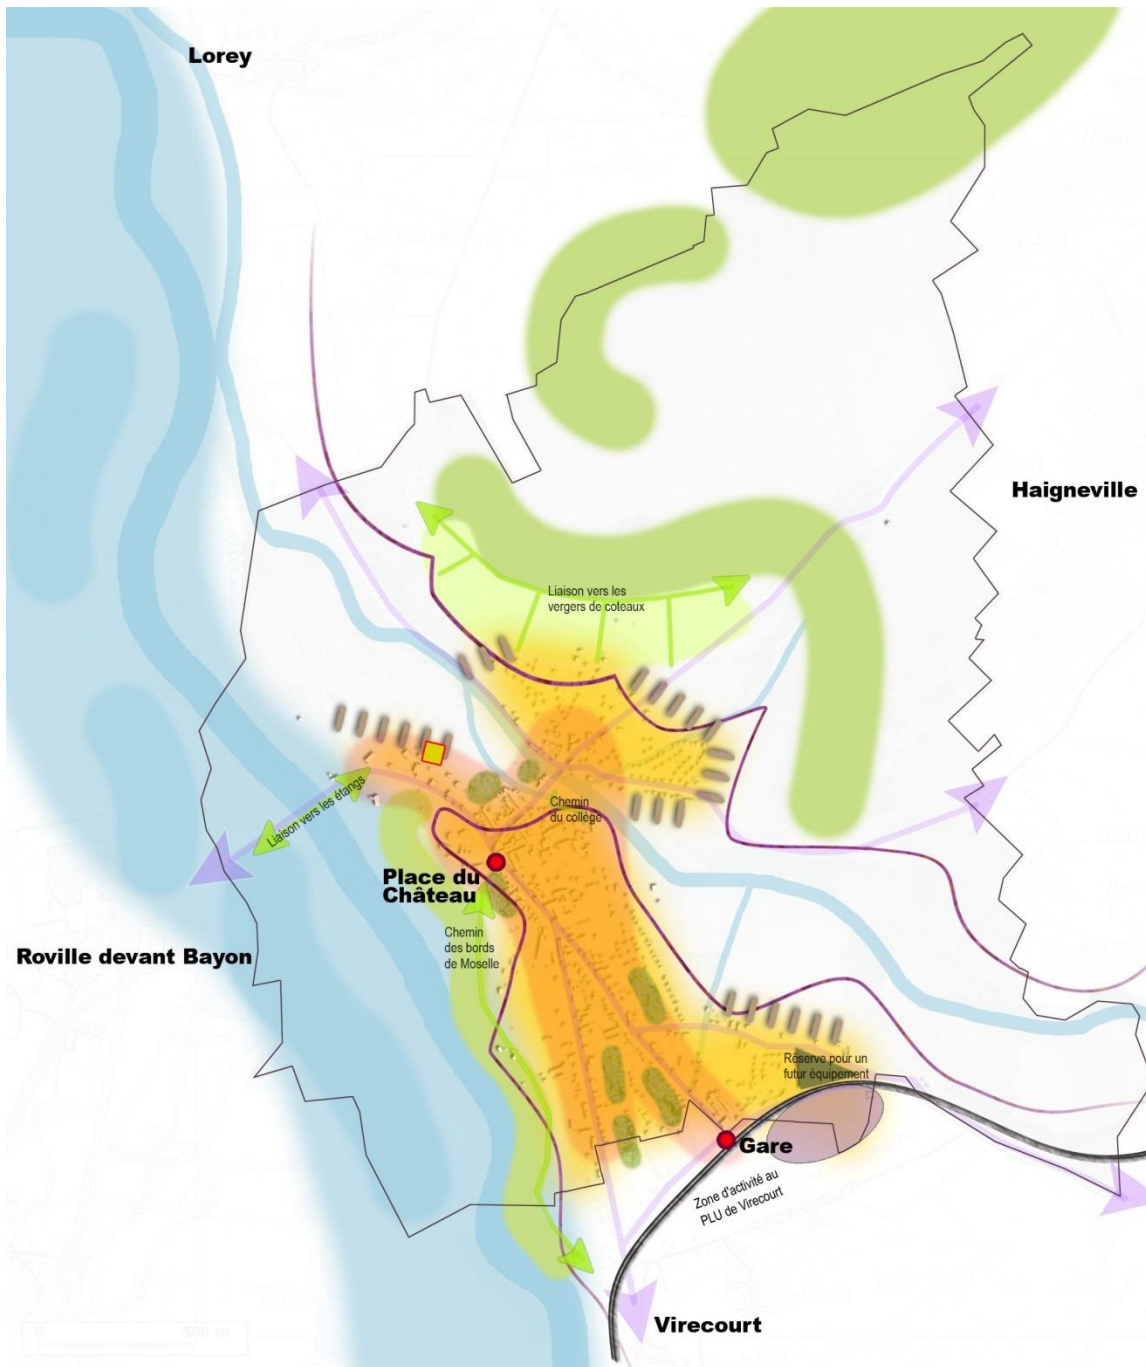 Lorey
Haigneville
Liaison vers les
vergers de coteaux
Liaison vers les étangs
Chemin
du collège
Place du
Château
Chemin
des bords
de Moselle
Roville devant Bayon
Réserve pour un
futur équipement
Gare
Zone d'activité au
PLU de Virecourt
Virecourt
0 500 m